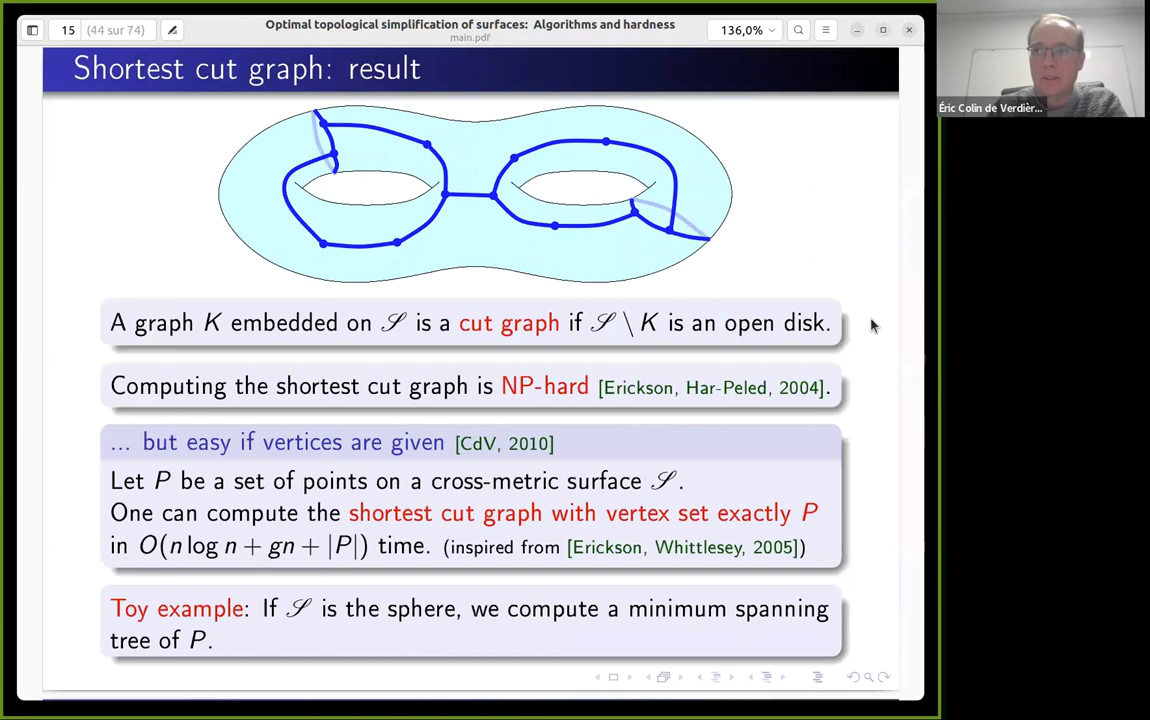 15
(44 sur 74)
Optimal topological simplification of surfaces: Algorithms and hardness
main.pdf
136,0%
Shortest cut graph: result
Éric Colin de Verdièr...
A graph K embedded on 𝒮 is a cut graph if 𝒮 \ K is an open disk.
Computing the shortest cut graph is NP-hard [Erickson, Har-Peled, 2004].
... but easy if vertices are given [CdV, 2010]
Let P be a set of points on a cross-metric surface 𝒮.
One can compute the shortest cut graph with vertex set exactly P
in O(n log n + gn + |P|) time. (inspired from [Erickson, Whittlesey, 2005])
Toy example: If 𝒮 is the sphere, we compute a minimum spanning
tree of P.